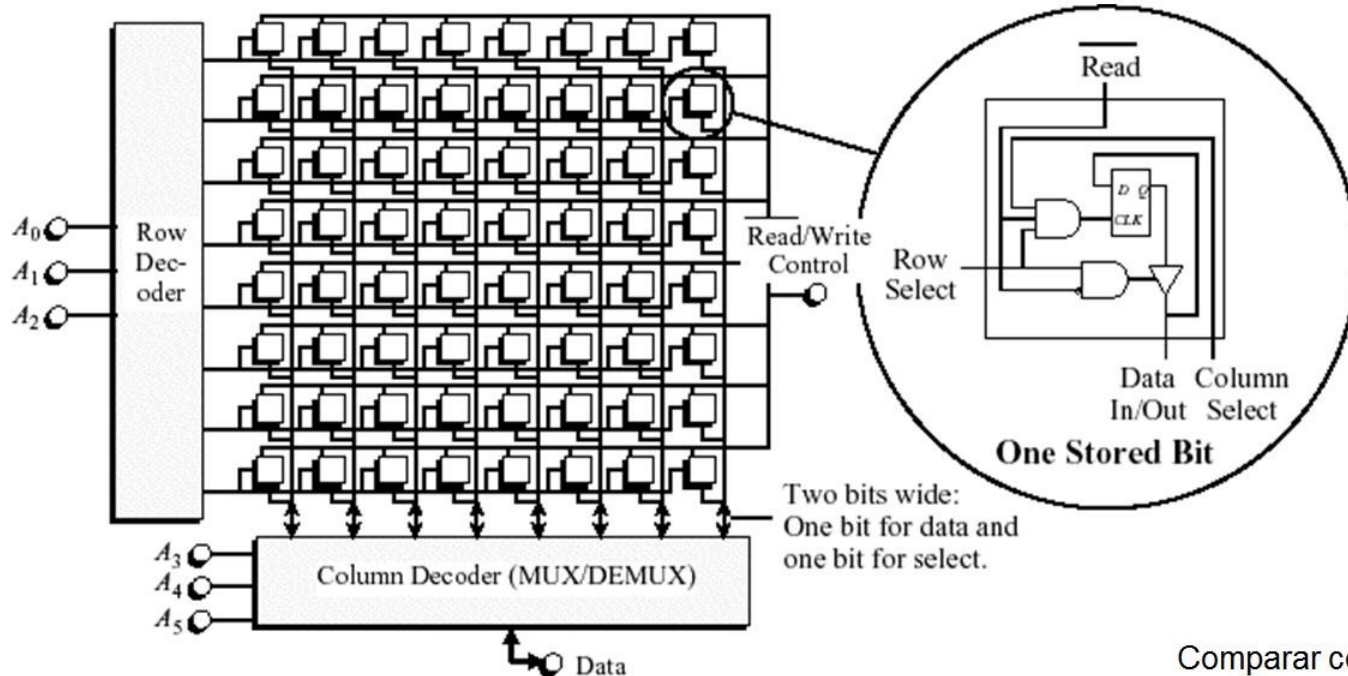 Read
D Q
CLK
Row
Select
Data Column
In/Out Select
One Stored Bit
A0
A1
A2
Row
Dec-
oder
Read/Write
Control
Two bits wide:
One bit for data and
one bit for select.
A3
A4
A5
Column Decoder (MUX/DEMUX)
Data
Comparar